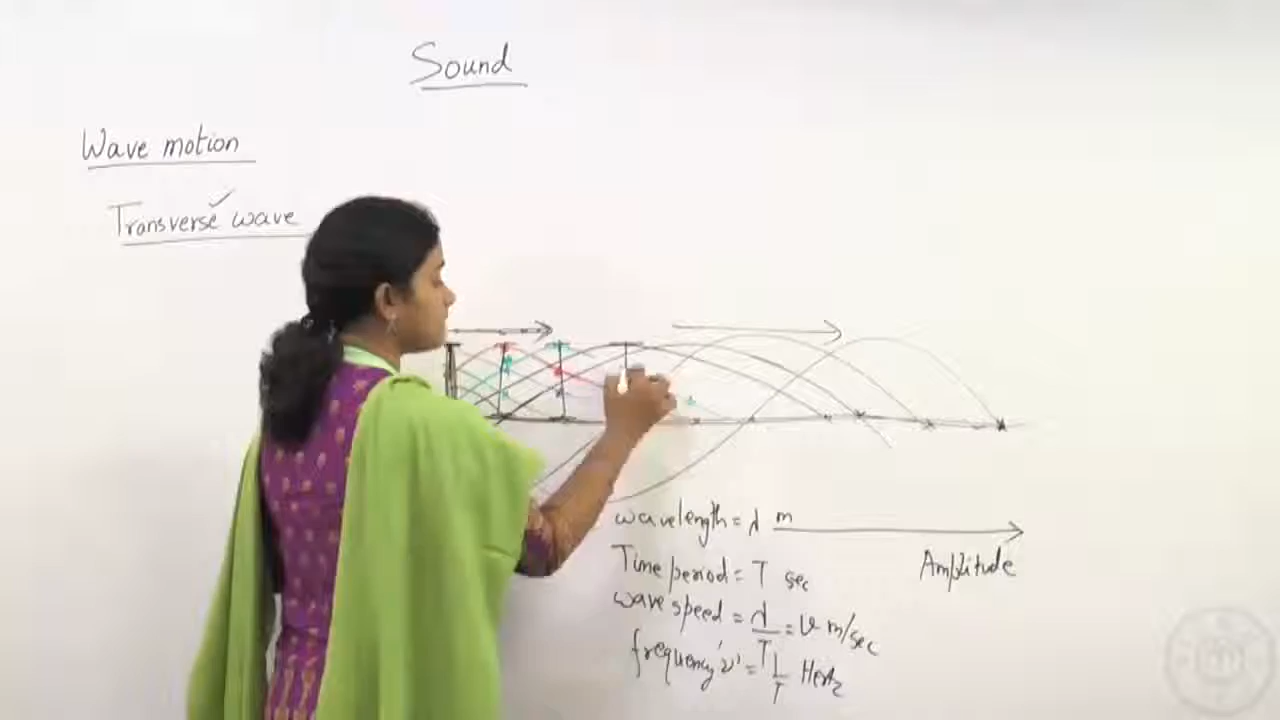 Sound
Wave motion
Transverse wave
wavelength = λ m
Amplitude
Time period = T sec
wave speed = λ/T = v m/sec
frequency 'ν' = 1/T Hertz